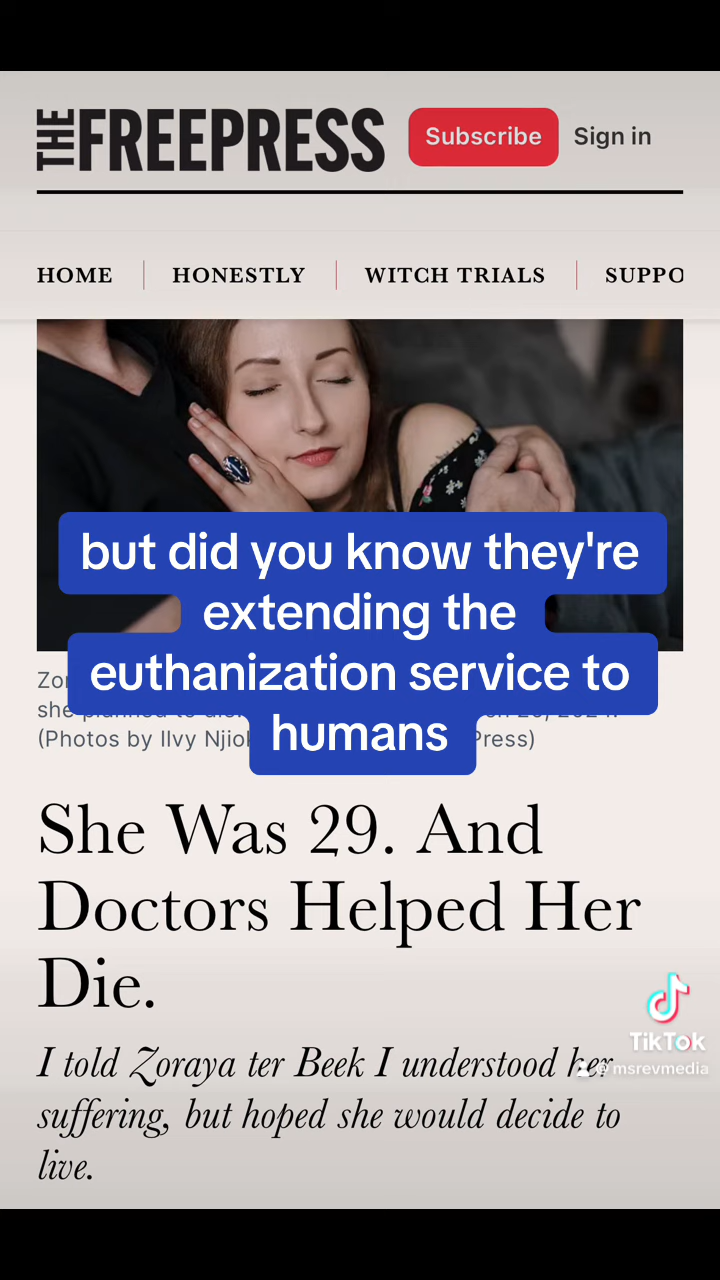 THE FREE PRESS
Subscribe
Sign in
HOME
HONESTLY
WITCH TRIALS
SUPPO
but did you know they're
extending the
euthanization service to
humans
(Photos by Ilvy Press)
She Was 29. And
Doctors Helped Her
Die.
I told Zoraya ter Beek I understood her
suffering, but hoped she would decide to
live.
TikTok
@msrevmedia